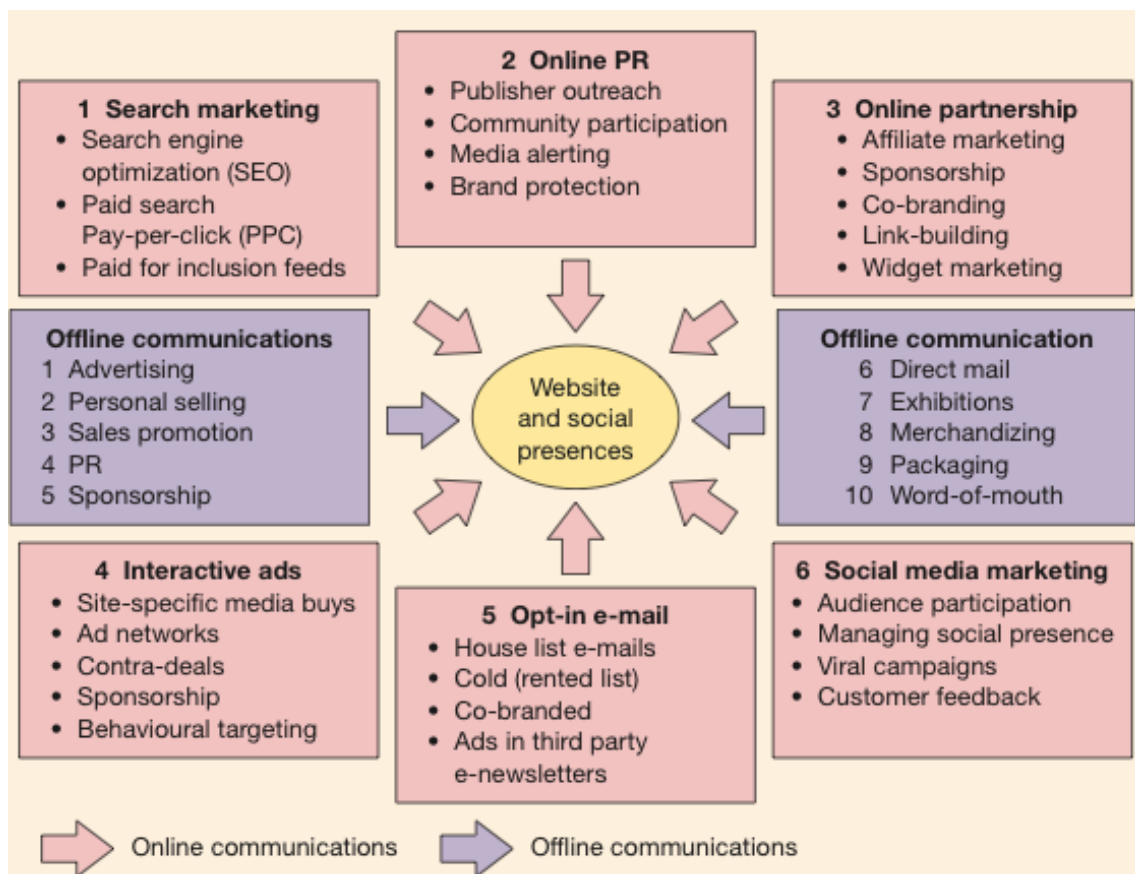 1 Search marketing
• Search engine
optimization (SEO)
• Paid search
Pay-per-click (PPC)
• Paid for inclusion feeds
2 Online PR
• Publisher outreach
• Community participation
• Media alerting
• Brand protection
3 Online partnership
• Affiliate marketing
• Sponsorship
• Co-branding
• Link-building
• Widget marketing
Offline communications
1 Advertising
2 Personal selling
3 Sales promotion
4 PR
5 Sponsorship
Website
and social
presences
Offline communication
6 Direct mail
7 Exhibitions
8 Merchandizing
9 Packaging
10 Word-of-mouth
4 Interactive ads
• Site-specific media buys
• Ad networks
• Contra-deals
• Sponsorship
• Behavioural targeting
5 Opt-in e-mail
• House list e-mails
• Cold (rented list)
• Co-branded
• Ads in third party
e-newsletters
6 Social media marketing
• Audience participation
• Managing social presence
• Viral campaigns
• Customer feedback
Online communications
Offline communications